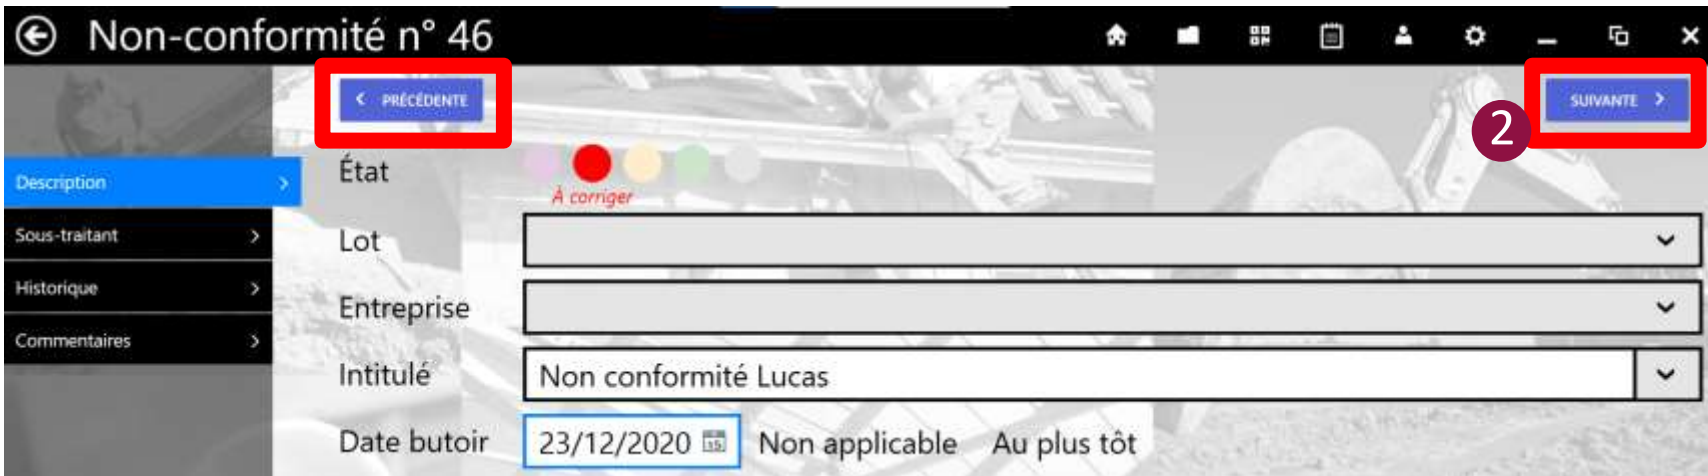 Non-conformité n° 46
PRÉCÉDENTE
SUIVANTE
2
Description
Sous-traitant
Historique
Commentaires
État
À corriger
Lot
Entreprise
Intitulé
Non conformité Lucas
Date butoir
23/12/2020
15
Non applicable
Au plus tôt